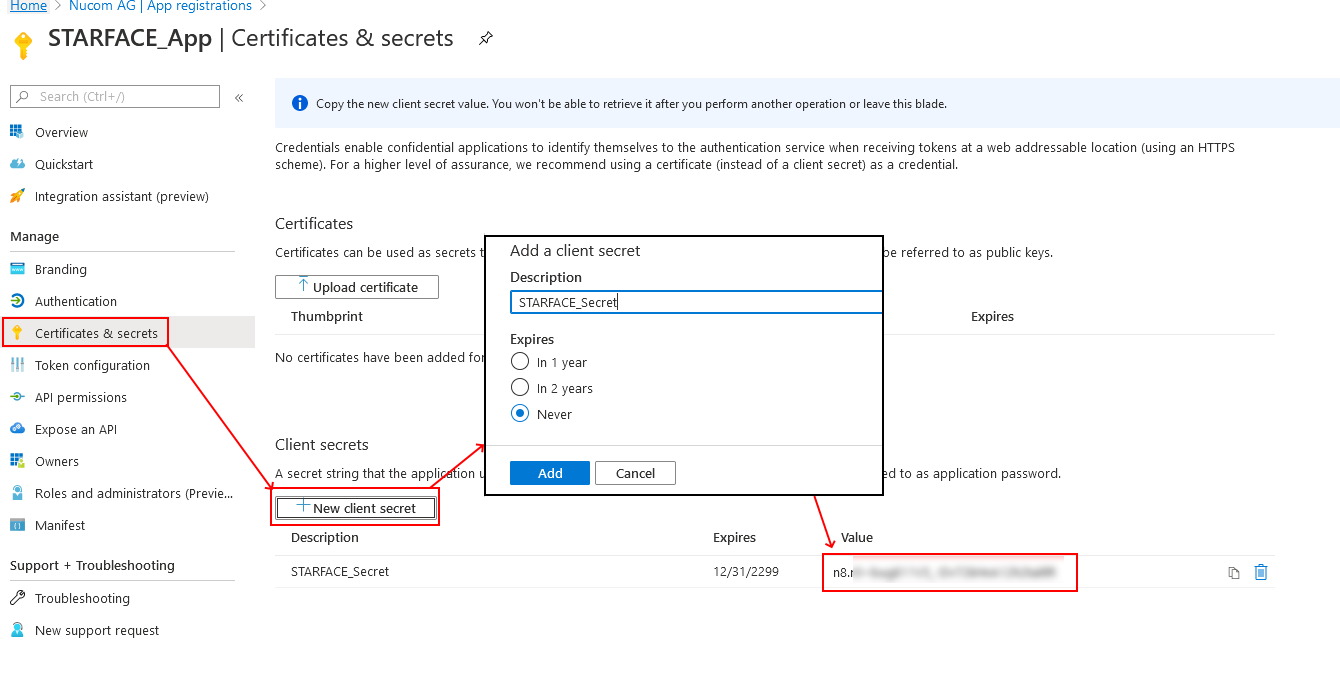 Home > Nucom AG | App registrations >
STARFACE_App | Certificates & secrets
Search (Ctrl+/)
«
Overview
Quickstart
Integration assistant (preview)
Manage
Branding
Authentication
Certificates & secrets
Token configuration
API permissions
Expose an API
Owners
Roles and administrators (Previe...
Manifest
Support + Troubleshooting
Troubleshooting
New support request
Copy the new client secret value. You won't be able to retrieve it after you perform another operation or leave this blade.
Credentials enable confidential applications to identify themselves to the authentication service when receiving tokens at a web addressable location (using an HTTPS
scheme). For a higher level of assurance, we recommend using a certificate (instead of a client secret) as a credential.
Certificates
Certificates can be used as secrets t
be referred to as public keys.
Upload certificate
Thumbprint
Expires
No certificates have been added for
Add a client secret
Description
STARFACE_Secret
Expires
In 1 year
In 2 years
Never
Add
Cancel
Client secrets
A secret string that the application u
ed to as application password.
New client secret
Description Expires Value
STARFACE_Secret 12/31/2299 n8.